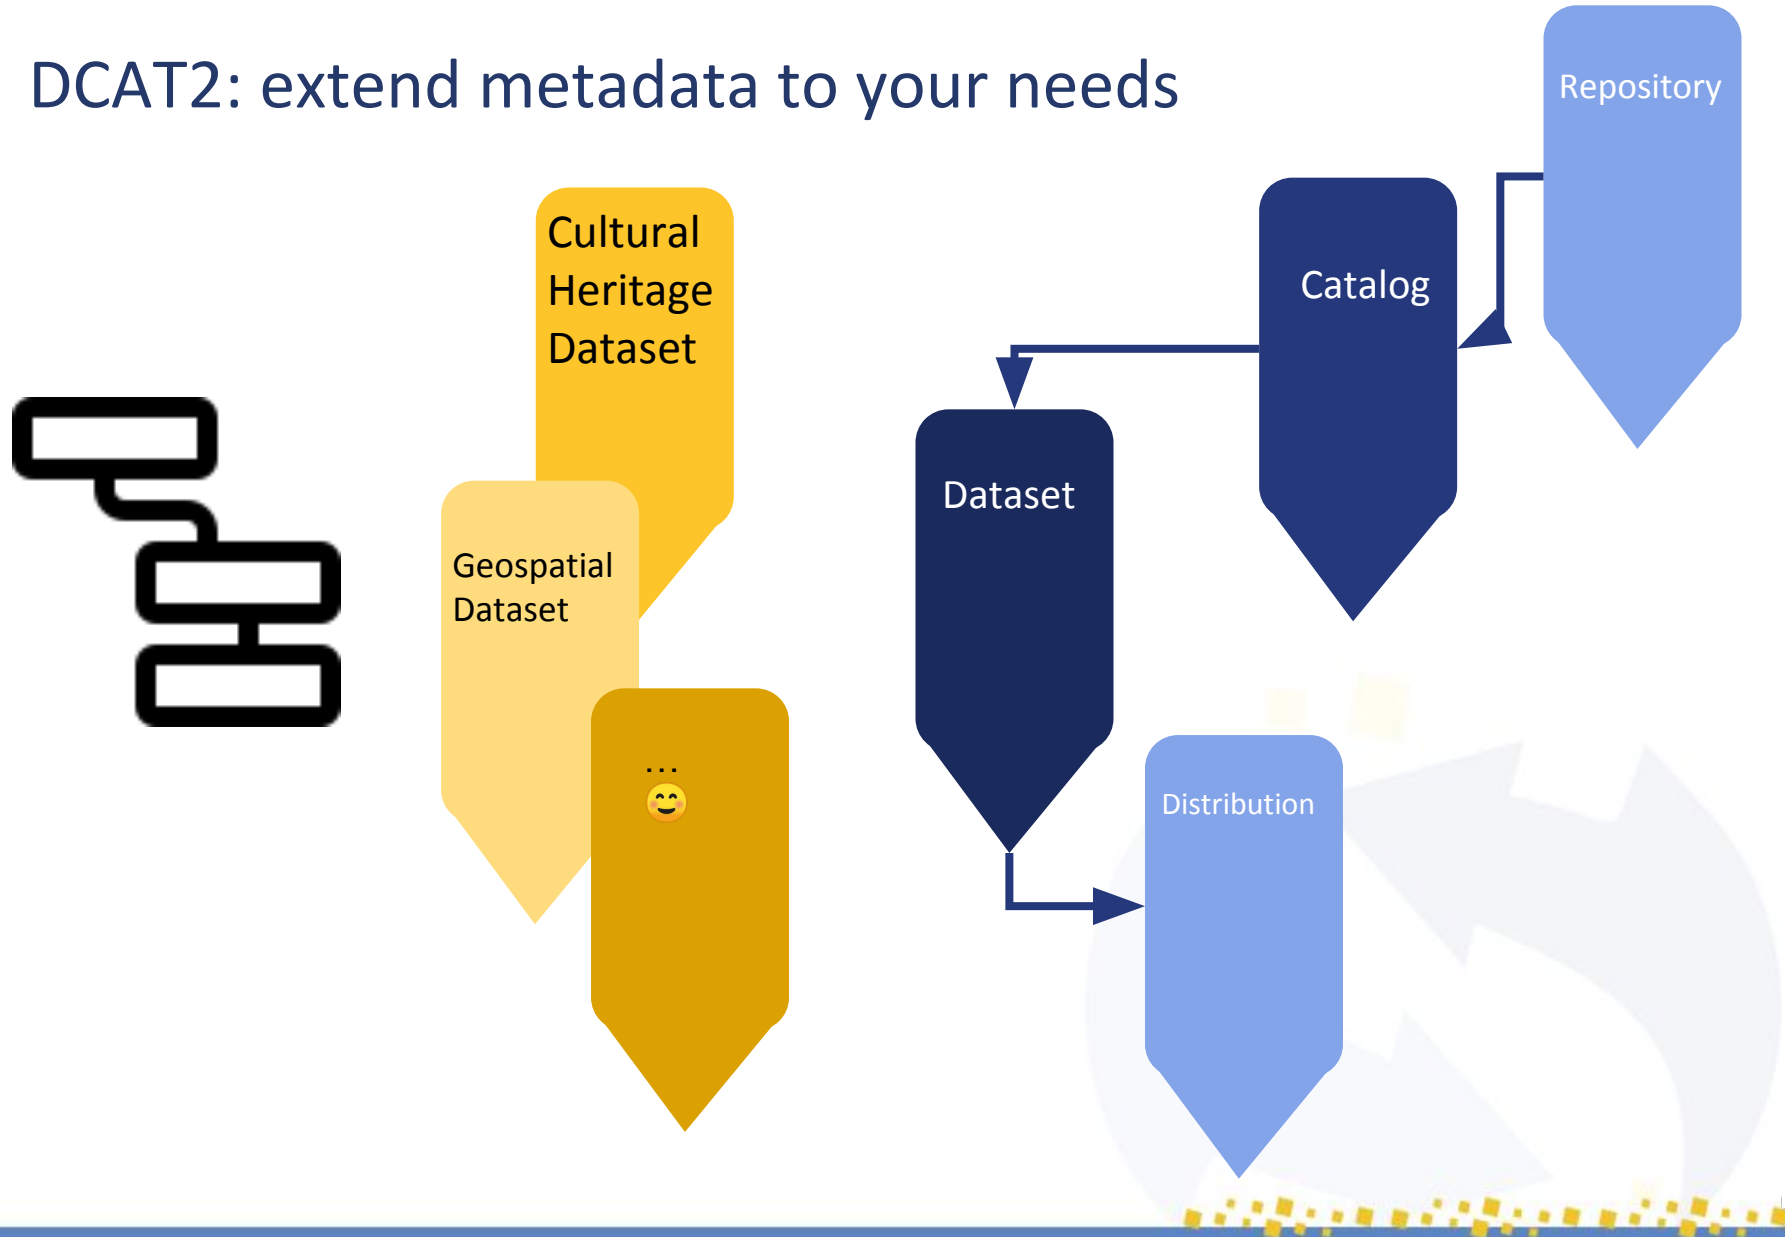 DCAT2: extend metadata to your needs
Repository
Catalog
Dataset
Distribution
Cultural
Heritage
Dataset
Geospatial
Dataset
...
😊